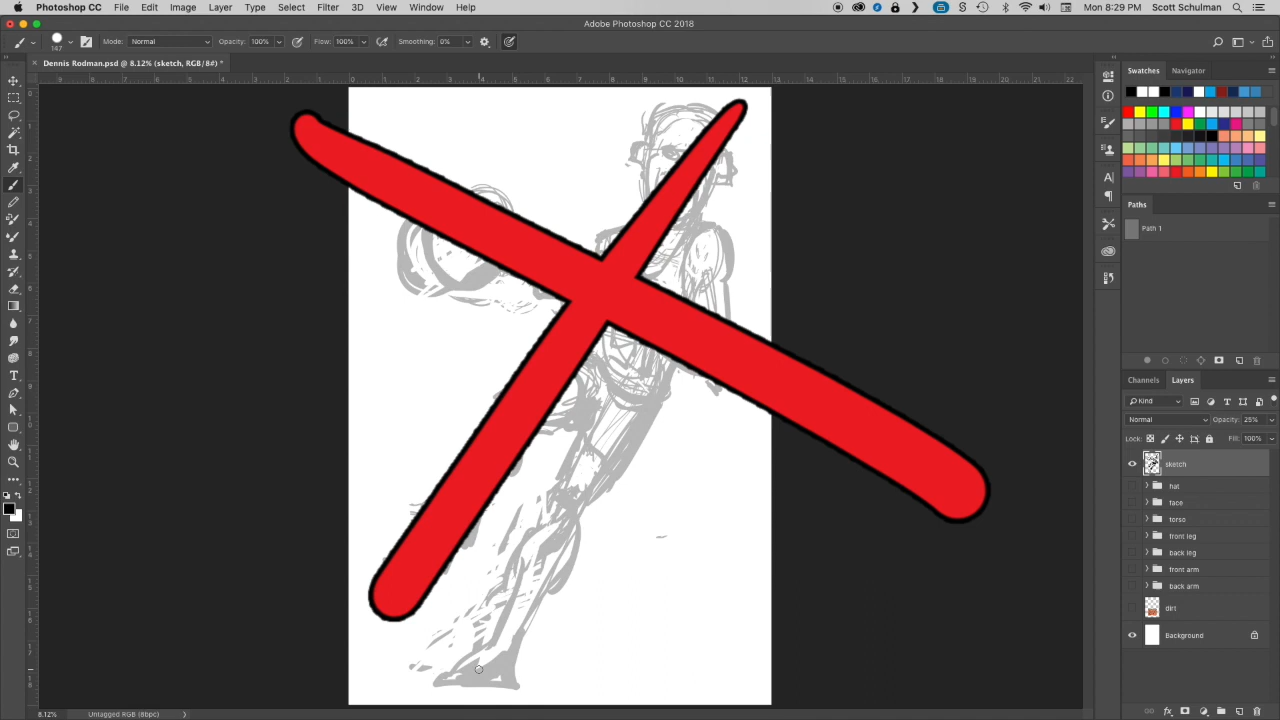 Photoshop CC File Edit Image Layer Type Select Filter 3D View Window Help Mon 8:29 PM Scott Schulman
Adobe Photoshop CC 2018
147 Mode: Normal Opacity: 100% Flow: 100% Smoothing: 0%
× Dennis Rodman.psd @ 8.12% (sketch, RGB/8#) *
Swatches Navigator
Paths
Path 1
Channels Layers
Kind
Normal Opacity: 25%
Lock: Fill: 100%
sketch
hat
face
torso
front leg
back leg
front arm
back arm
dirt
Background
8.12% Untagged RGB (8bpc)